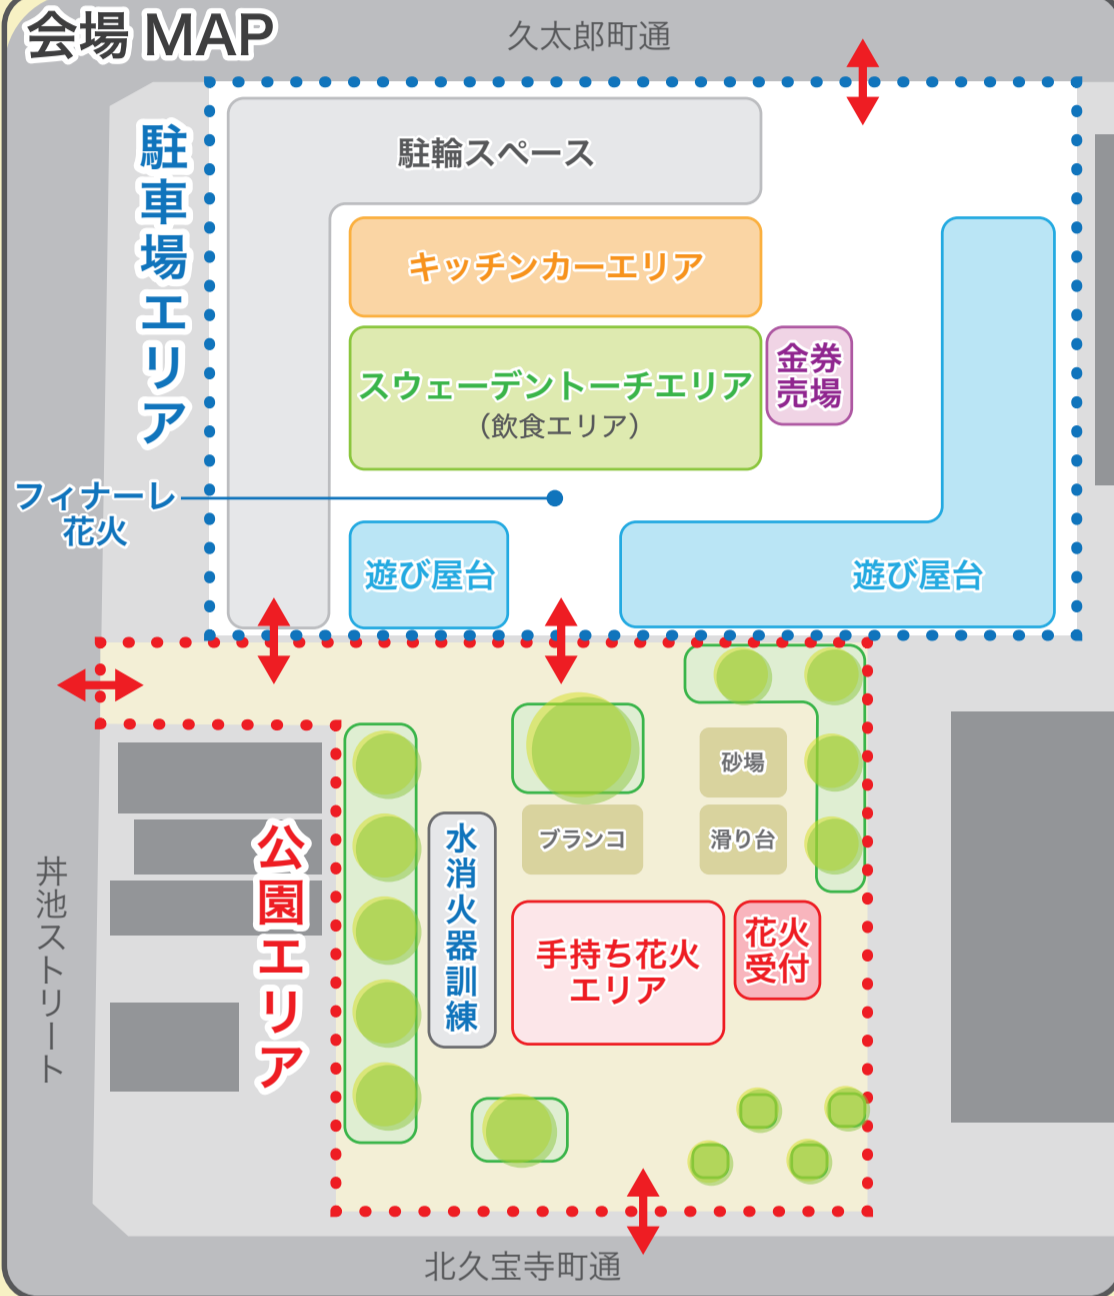 会場 MAP
久太郎町通
駐車場エリア
駐輪スペース
キッチンカーエリア
スウェーデントーチエリア
（飲食エリア）
金券
売場
フィナーレ
花火
遊び屋台
遊び屋台
砂場
ブランコ
滑り台
公園エリア
水消火器訓練
手持ち花火
エリア
花火
受付
丼池ストリート
北久宝寺町通